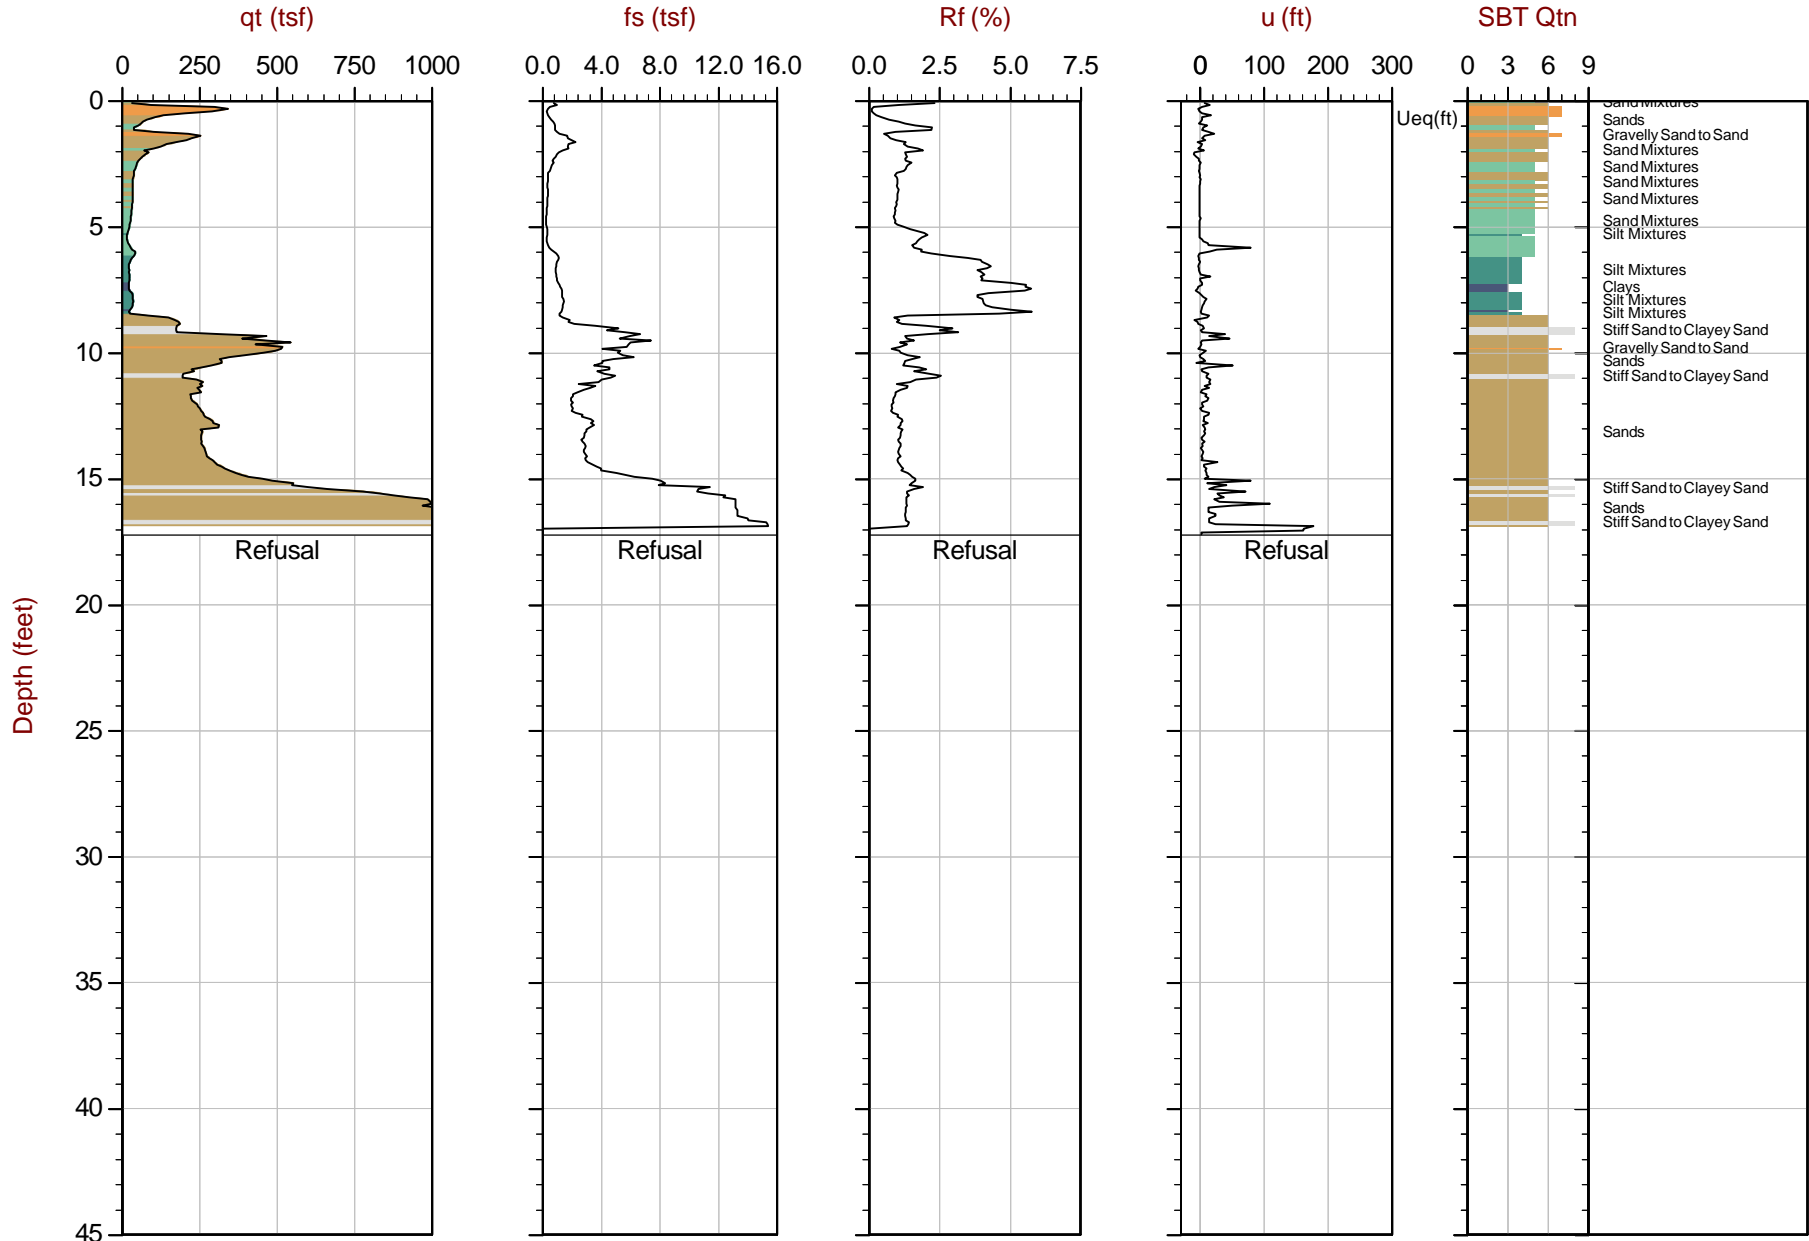 qt (tsf) fs (tsf) Rf (%) u (ft) SBT Qtn
0 250 500 750 1000 0.0 4.0 8.0 12.0 16.0 0.0 2.5 5.0 7.5 0 100 200 300 0 3 6 9
0
Sand Mixtures
Ueq(ft)
Sands
Gravelly Sand to Sand
Sand Mixtures
Sand Mixtures
Sand Mixtures
Sand Mixtures
Sand Mixtures
5
Silt Mixtures
Silt Mixtures
Clays
Silt Mixtures
Silt Mixtures
Stiff Sand to Clayey Sand
Gravelly Sand to Sand
10
Sands
Stiff Sand to Clayey Sand
Sands
15
Stiff Sand to Clayey Sand
Sands
Stiff Sand to Clayey Sand
Refusal Refusal Refusal Refusal
20
Depth (feet)
25
30
35
40
45